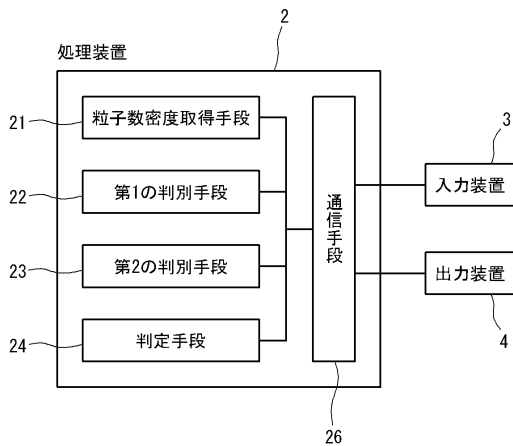 2
処理装置
21
粒子数密度取得手段
22
第1の判別手段
23
第2の判別手段
24
判定手段
通信手段
26
3
入力装置
出力装置
4